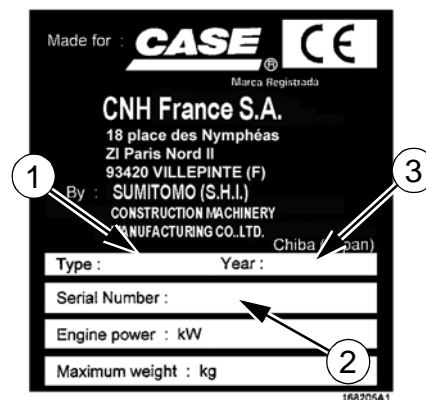 Made for : CASE ® CE
Marca Registrada
CNH France S.A.
18 place des Nymphéas
ZI Paris Nord II
93420 VILLEPINTE (F)
1
3
By : SUMITOMO (S.H.I.)
CONSTRUCTION MACHINERY
MANUFACTURING CO.,LTD.
Chiba (Japan)
Type : Year :
Serial Number :
Engine power : kW
2
Maximum weight : kg
168205A1